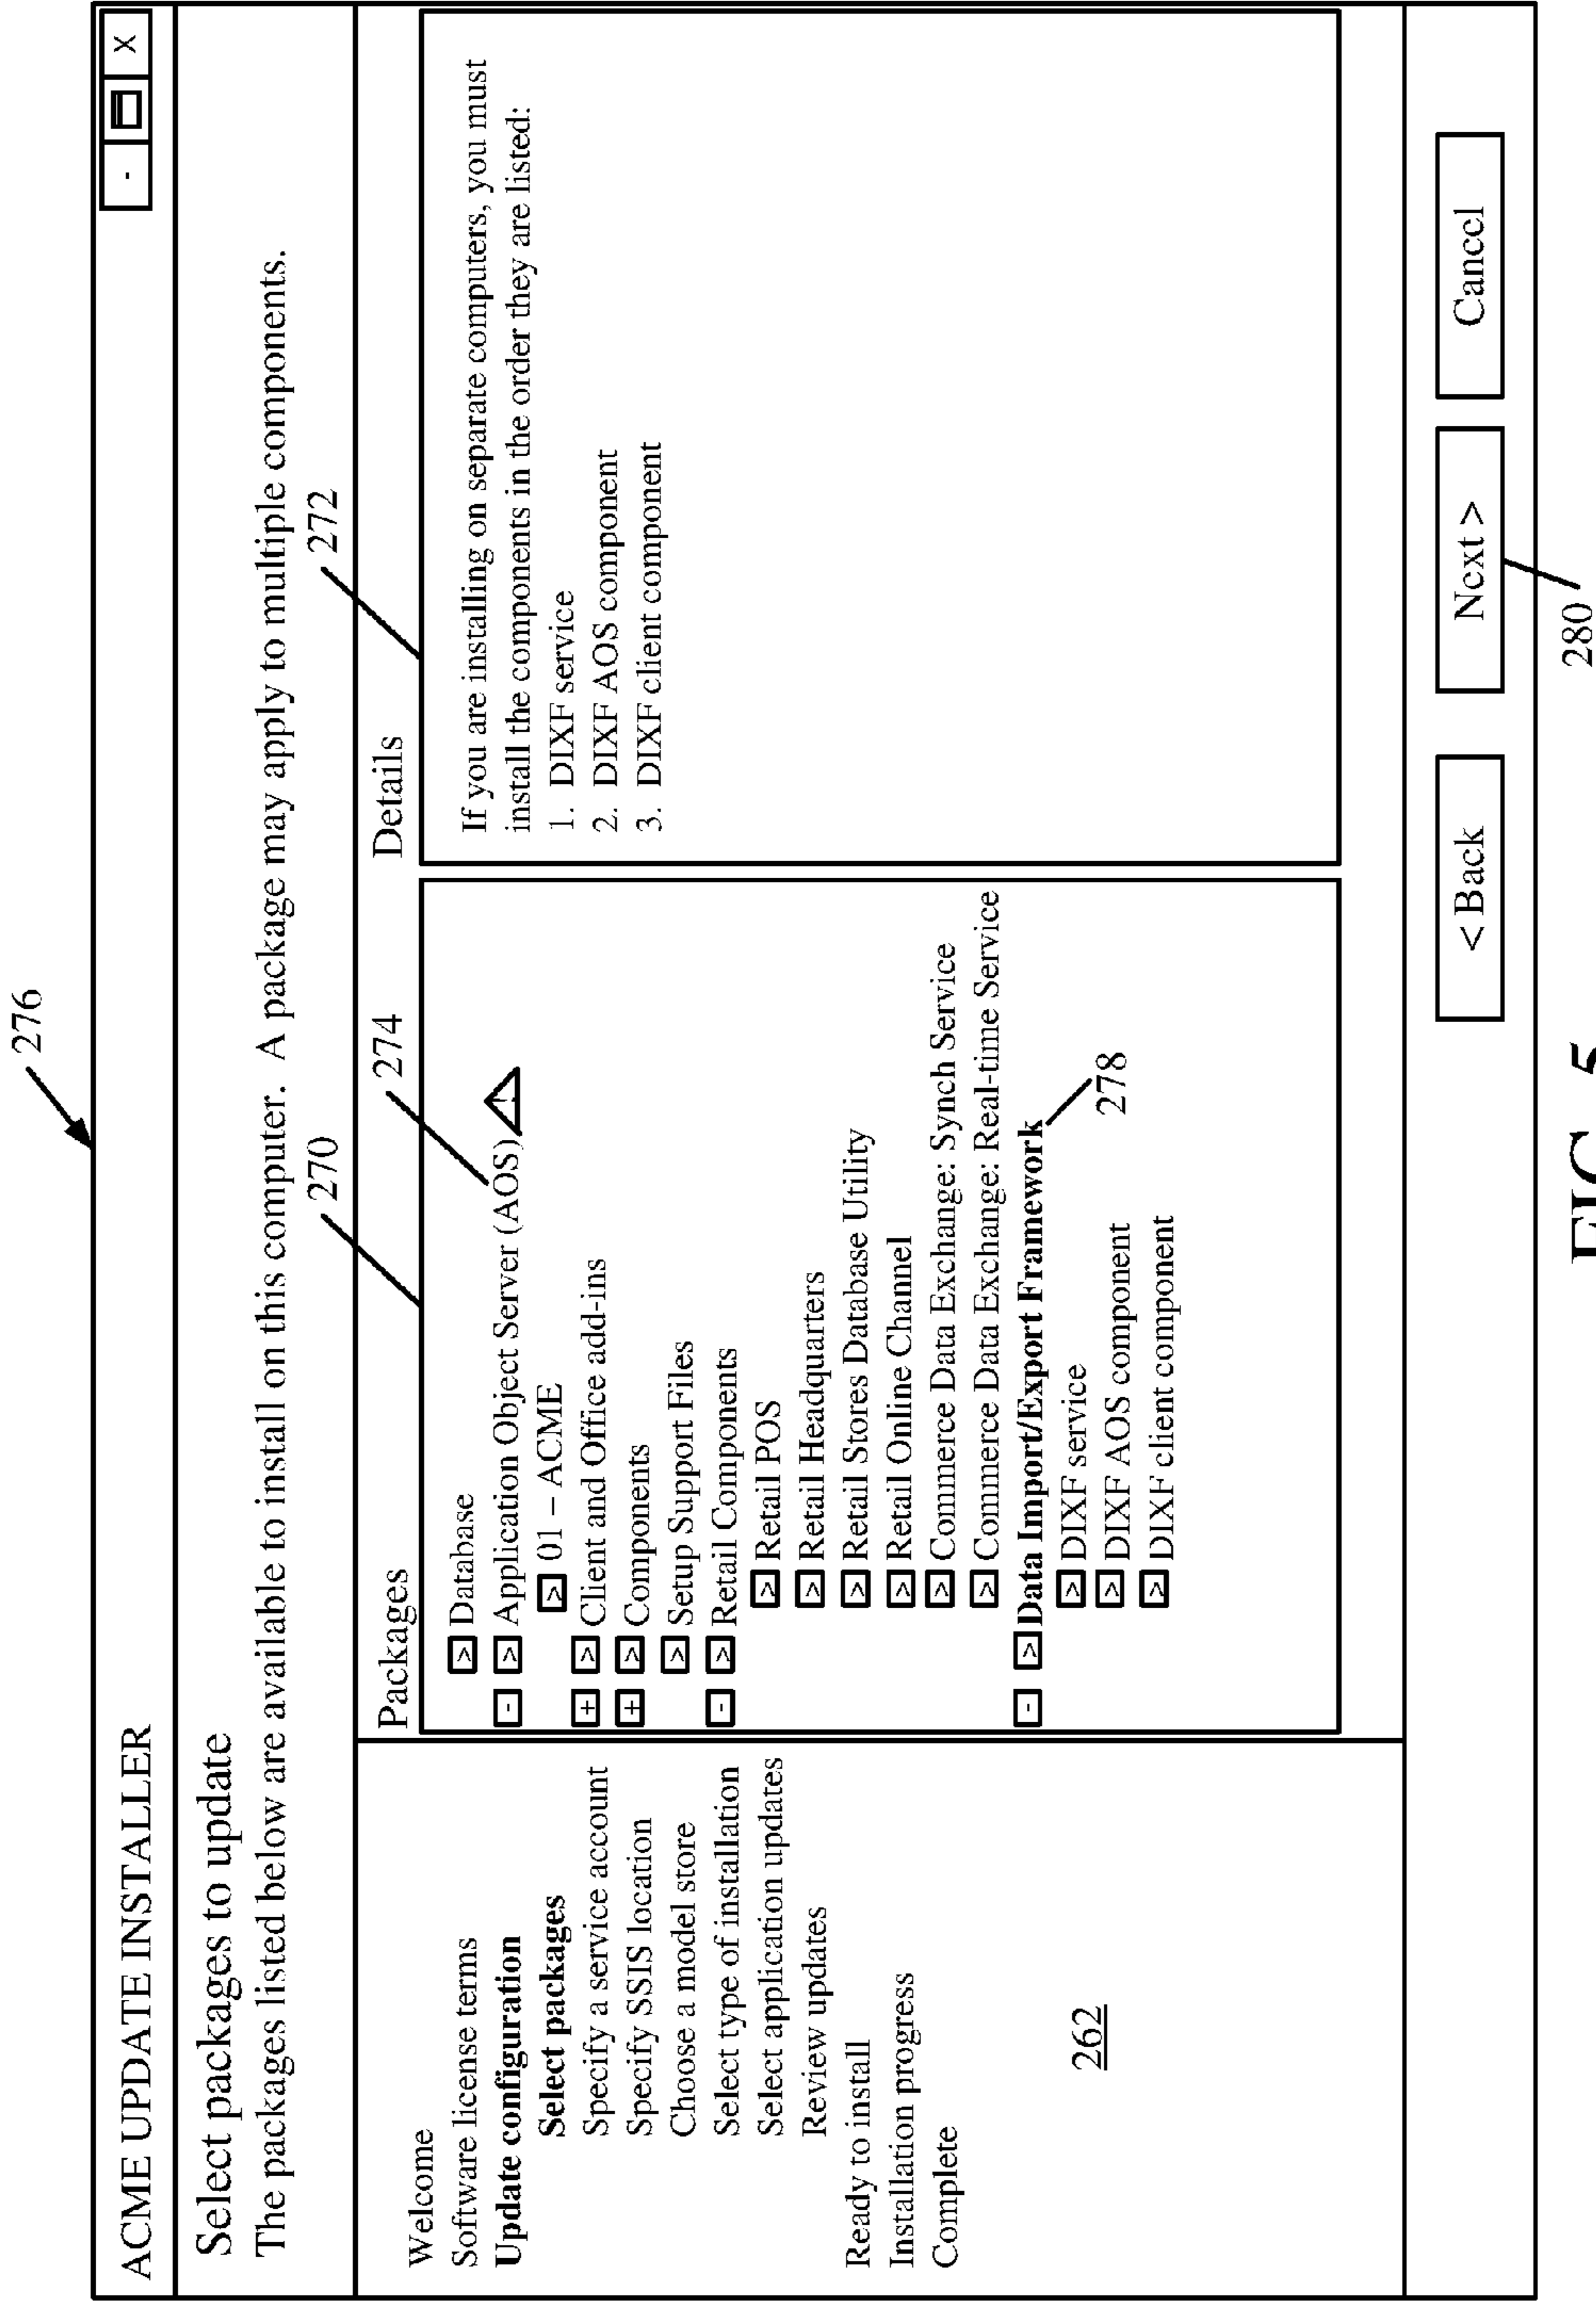 276
ACME UPDATE INSTALLER
- X
Select packages to update
The packages listed below are available to install on this computer. A package may apply to multiple components.
270
274
272
Welcome
Software license terms
Update configuration
Select packages
Specify a service account
Specify SSIS location
Choose a model store
Select type of installation
Select application updates
Review updates
Ready to install
Installation progress
Complete
262
Packages
> Database
- > Application Object Server (AOS)
> 01 – ACME
+ > Client and Office add-ins
+ > Components
> Setup Support Files
- > Retail Components
> Retail POS
> Retail Headquarters
> Retail Stores Database Utility
> Retail Online Channel
> Commerce Data Exchange: Synch Service
> Commerce Data Exchange: Real-time Service
- > Data Import/Export Framework
278
> DIXF service
> DIXF AOS component
> DIXF client component
Details
If you are installing on separate computers, you must
install the components in the order they are listed:
1. DIXF service
2. DIXF AOS component
3. DIXF client component
< Back
Next >
Cancel
280
FIG. 5